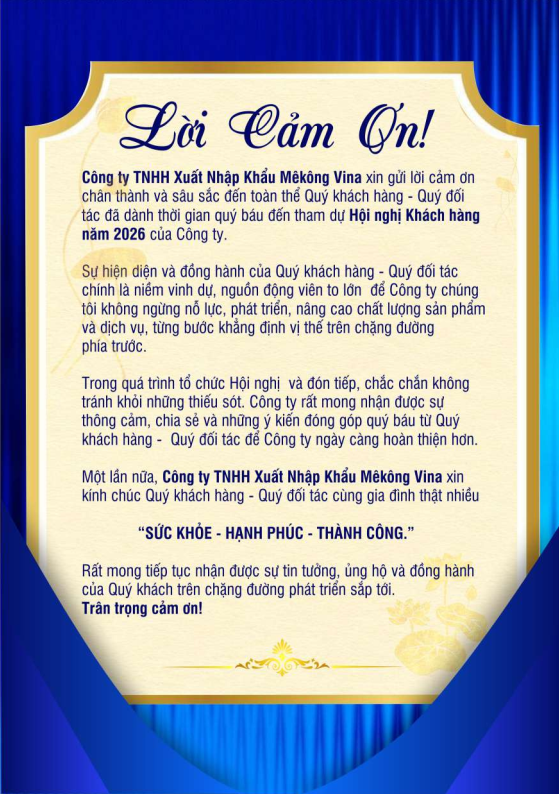 Lời Cảm Ơn!
Công ty TNHH Xuất Nhập Khẩu Mêkông Vina xin gửi lời cảm ơn
chân thành và sâu sắc đến toàn thể Quý khách hàng - Quý đối
tác đã dành thời gian quý báu đến tham dự Hội nghị Khách hàng
năm 2026 của Công ty.
Sự hiện diện và đồng hành của Quý khách hàng - Quý đối tác
chính là niềm vinh dự, nguồn động viên to lớn để Công ty chúng
tôi không ngừng nỗ lực, phát triển, nâng cao chất lượng sản phẩm
và dịch vụ, từng bước khẳng định vị thế trên chặng đường
phía trước.
Trong quá trình tổ chức Hội nghị và đón tiếp, chắc chắn không
tránh khỏi những thiếu sót. Công ty rất mong nhận được sự
thông cảm, chia sẻ và những ý kiến đóng góp quý báu từ Quý
khách hàng - Quý đối tác để Công ty ngày càng hoàn thiện hơn.
Một lần nữa, Công ty TNHH Xuất Nhập Khẩu Mêkông Vina xin
kính chúc Quý khách hàng - Quý đối tác cùng gia đình thật nhiều
“SỨC KHỎE - HẠNH PHÚC - THÀNH CÔNG.”
Rất mong tiếp tục nhận được sự tin tưởng, ủng hộ và đồng hành
của Quý khách trên chặng đường phát triển sắp tới.
Trân trọng cảm ơn!